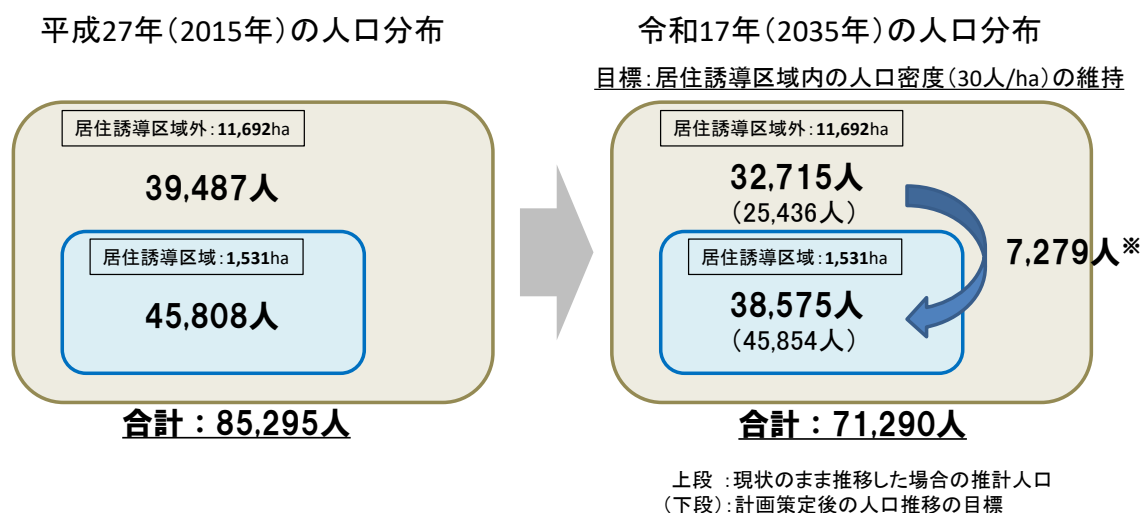 平成27年(2015年)の人口分布
居住誘導区域外:11,692ha
39,487人
居住誘導区域:1,531ha
45,808人
合計:85,295人
令和17年(2035年)の人口分布
目標:居住誘導区域内の人口密度(30人/ha)の維持
居住誘導区域外:11,692ha
32,715人
(25,436人)
7,279人※
居住誘導区域:1,531ha
38,575人
(45,854人)
合計:71,290人
上段 :現状のまま推移した場合の推計人口
(下段):計画策定後の人口推移の目標